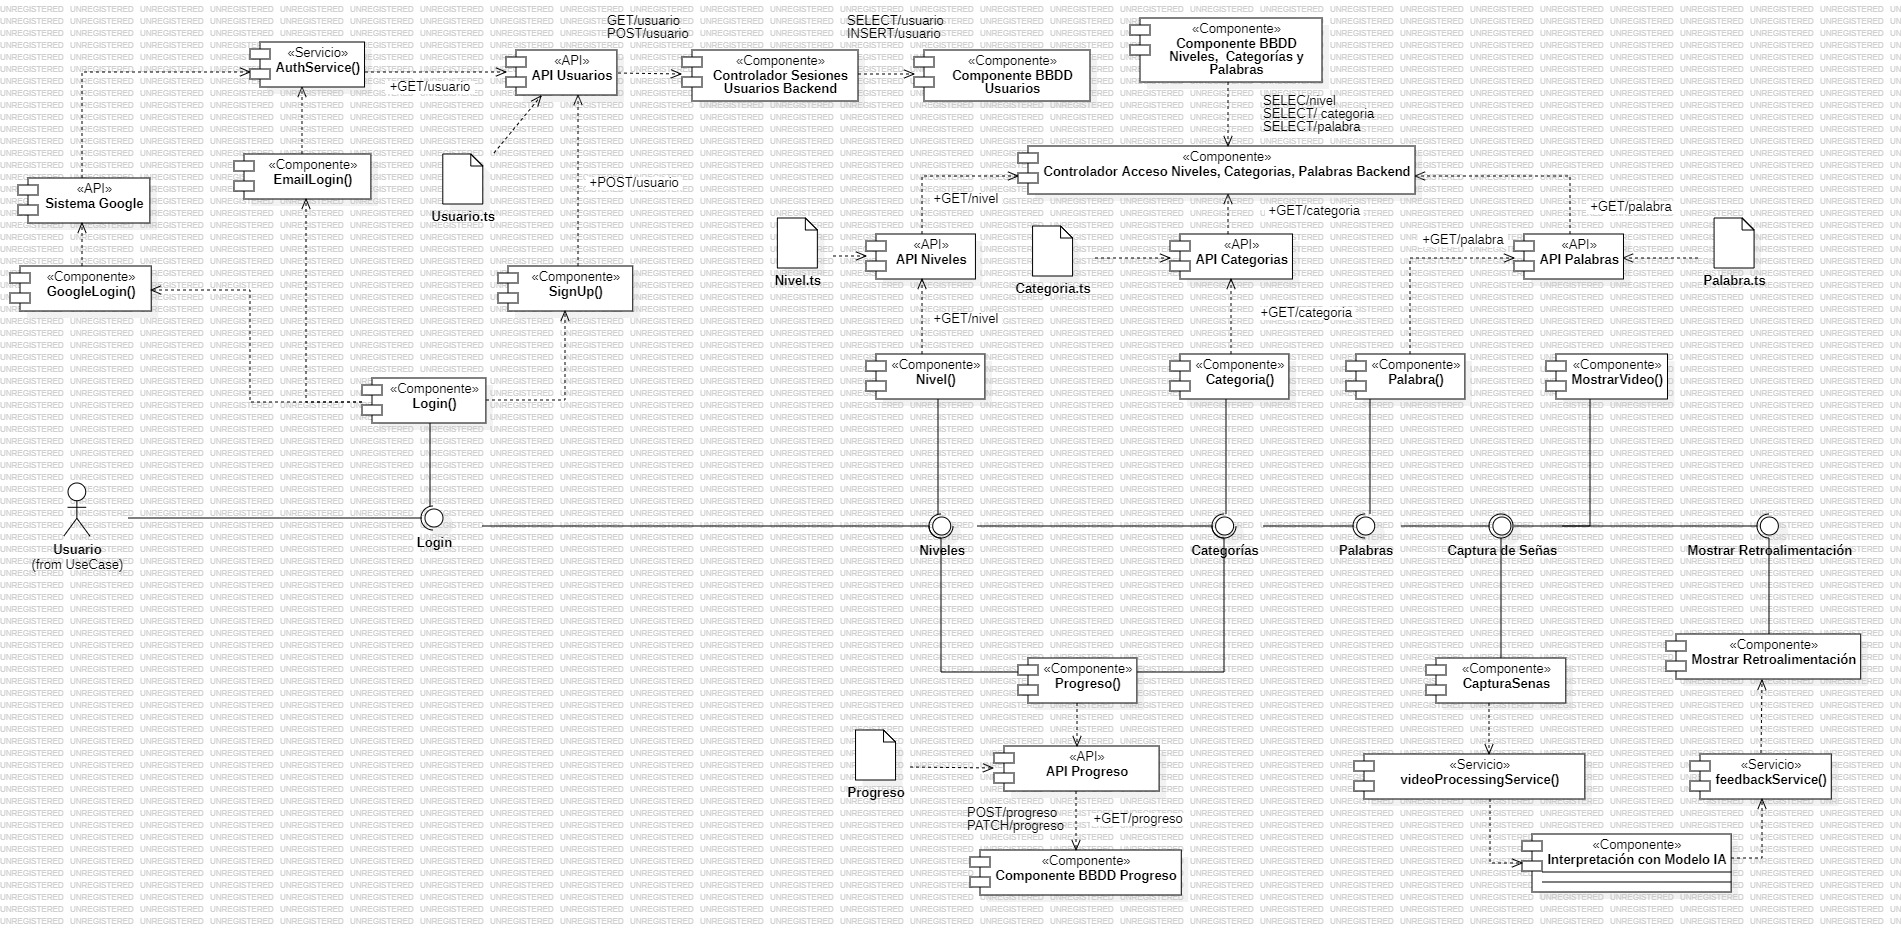 GET/usuario
POST/usuario
SELECT/usuario
INSERT/usuario
«Componente»
Componente BBDD
Niveles, Categorías y
Palabras
«Servicio»
AuthService()
+GET/usuario
«API»
API Usuarios
«Componente»
Controlador Sesiones
Usuarios Backend
«Componente»
Componente BBDD
Usuarios
SELEC/nivel
SELECT/ categoria
SELECT/palabra
«Componente»
EmailLogin()
Usuario.ts
+POST/usuario
«Componente»
Controlador Acceso Niveles, Categorias, Palabras Backend
«API»
Sistema Google
+GET/nivel
+GET/categoria
+GET/palabra
+GET/palabra
Nivel.ts
«API»
API Niveles
Categoria.ts
«API»
API Categorias
«API»
API Palabras
Palabra.ts
«Componente»
GoogleLogin()
«Componente»
SignUp()
+GET/nivel
+GET/categoria
«Componente»
Login()
«Componente»
Nivel()
«Componente»
Categoria()
«Componente»
Palabra()
«Componente»
MostrarVideo()
Usuario
(from UseCase)
Login
Niveles
Categorías
Palabras
Captura de Señas
Mostrar Retroalimentación
«Componente»
Progreso()
«Componente»
CapturaSenas
«Componente»
Mostrar Retroalimentación
Progreso
«API»
API Progreso
«Servicio»
videoProcessingService()
«Servicio»
feedbackService()
POST/progreso
PATCH/progreso
+GET/progreso
«Componente»
Componente BBDD Progreso
«Componente»
Interpretación con Modelo IA
UNREGISTERED